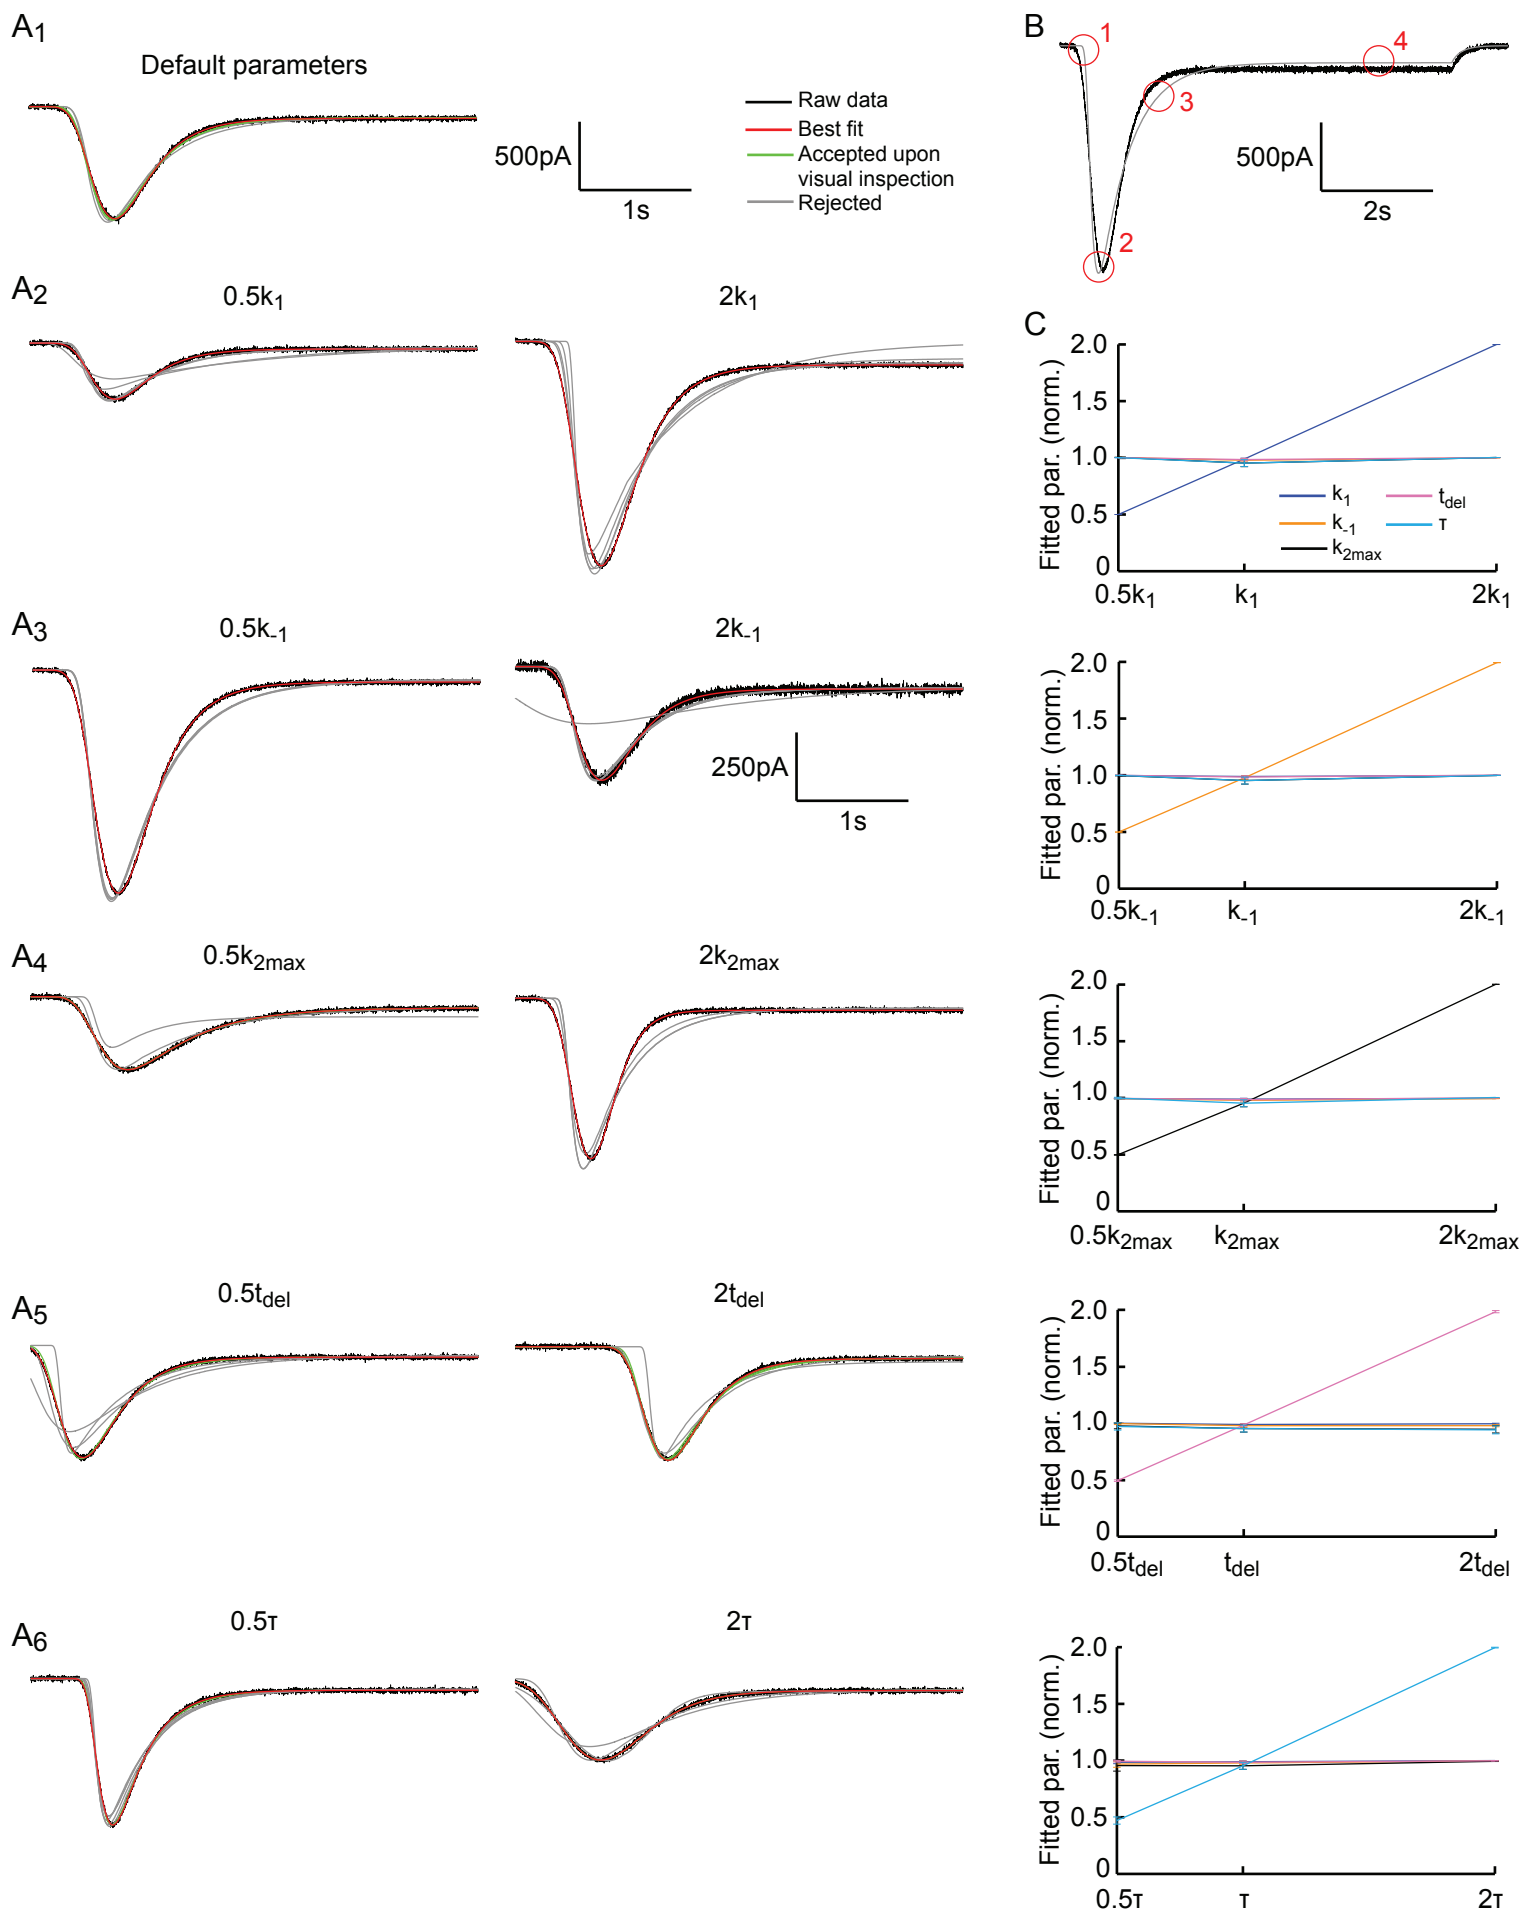 A1
Default parameters
Raw data
Best fit
Accepted upon
visual inspection
Rejected
500pA
1s
B
1
2
3
4
500pA
2s
A2
0.5k1
2k1
A3
0.5k-1
2k-1
250pA
1s
A4
0.5k2max
2k2max
A5
0.5tdel
2tdel
A6
0.5τ
2τ
C
Fitted par. (norm.)
2.0
1.5
1.0
0.5
0
k1
k-1
k2max
tdel
τ
0.5k1
k1
2k1
Fitted par. (norm.)
2.0
1.5
1.0
0.5
0
0.5k-1
k-1
2k-1
Fitted par. (norm.)
2.0
1.5
1.0
0.5
0
0.5k2max
k2max
2k2max
Fitted par. (norm.)
2.0
1.5
1.0
0.5
0
0.5tdel
tdel
2tdel
Fitted par. (norm.)
2.0
1.5
1.0
0.5
0
0.5τ
τ
2τ